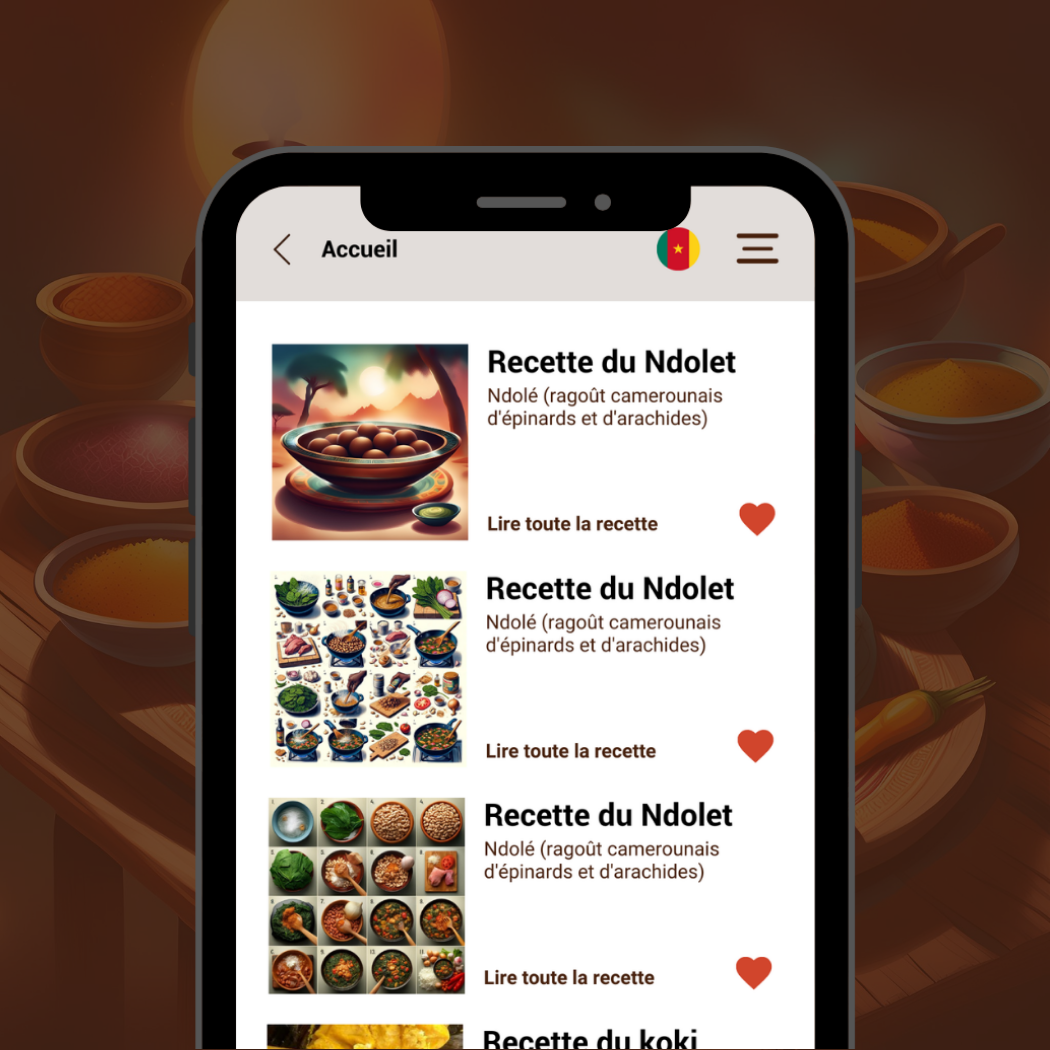 Accueil
Recette du Ndolet
Ndolé (ragoût camerounais
d'épinards et d'arachides)
Lire toute la recette
Recette du Ndolet
Ndolé (ragoût camerounais
d'épinards et d'arachides)
Lire toute la recette
Recette du Ndolet
Ndolé (ragoût camerounais
d'épinards et d'arachides)
Lire toute la recette
Recette du koki